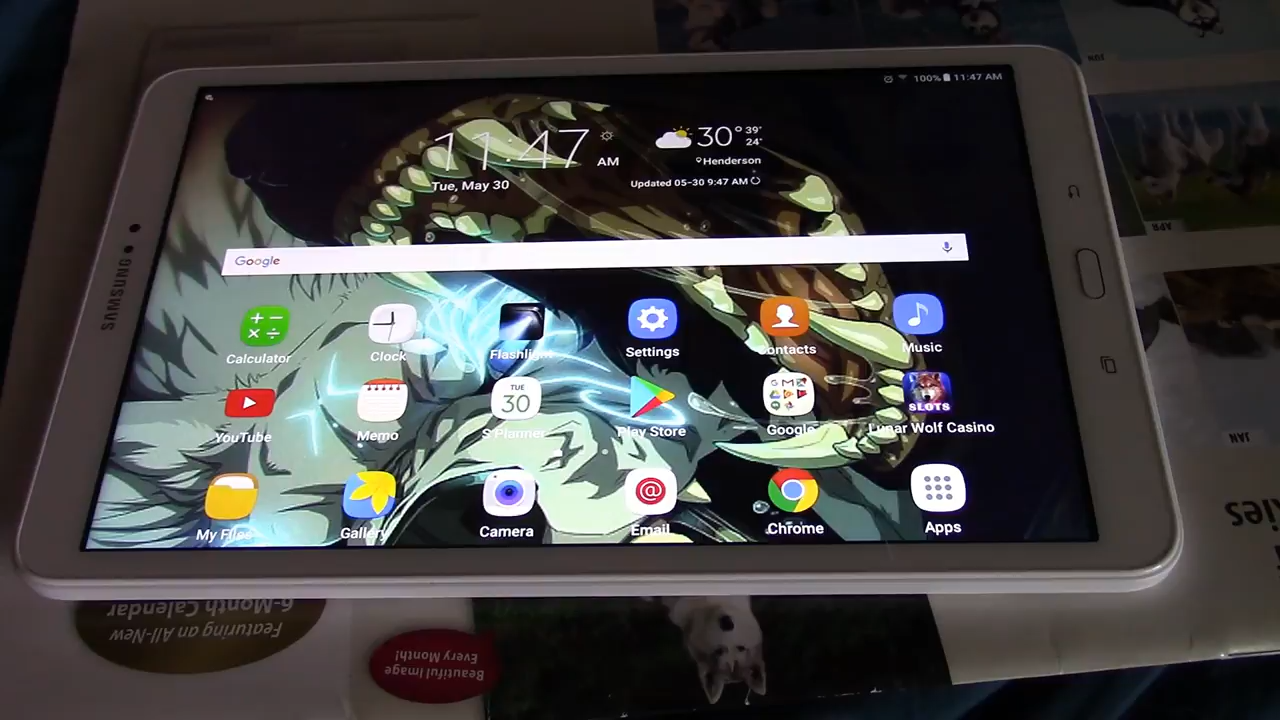 100% 11:47 AM
11:47 AM
Tue, May 30
30° 39°
24°
Henderson
Updated 05-30 9:47 AM
Google
SAMSUNG
Calculator
Clock
Flashlight
Settings
Contacts
Music
TUE
30
SLOTS
YouTube
Memo
S Planner
Play Store
Google
Lunar Wolf Casino
My Files
Gallery
Camera
Email
Chrome
Apps
JUN
APR
JAN
ies
Featuring an All-New
6-Month Calendar
Beautiful Image
Every Month!